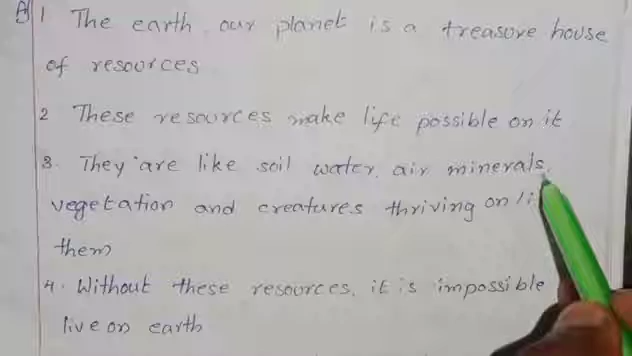 A) 1 The earth our planet is a treasure house
of resources
2 These resources make life possible on it
3. They are like soil water, air minerals,
vegetation and creatures thriving on
them
4. Without these resources, it is impossible
live on earth